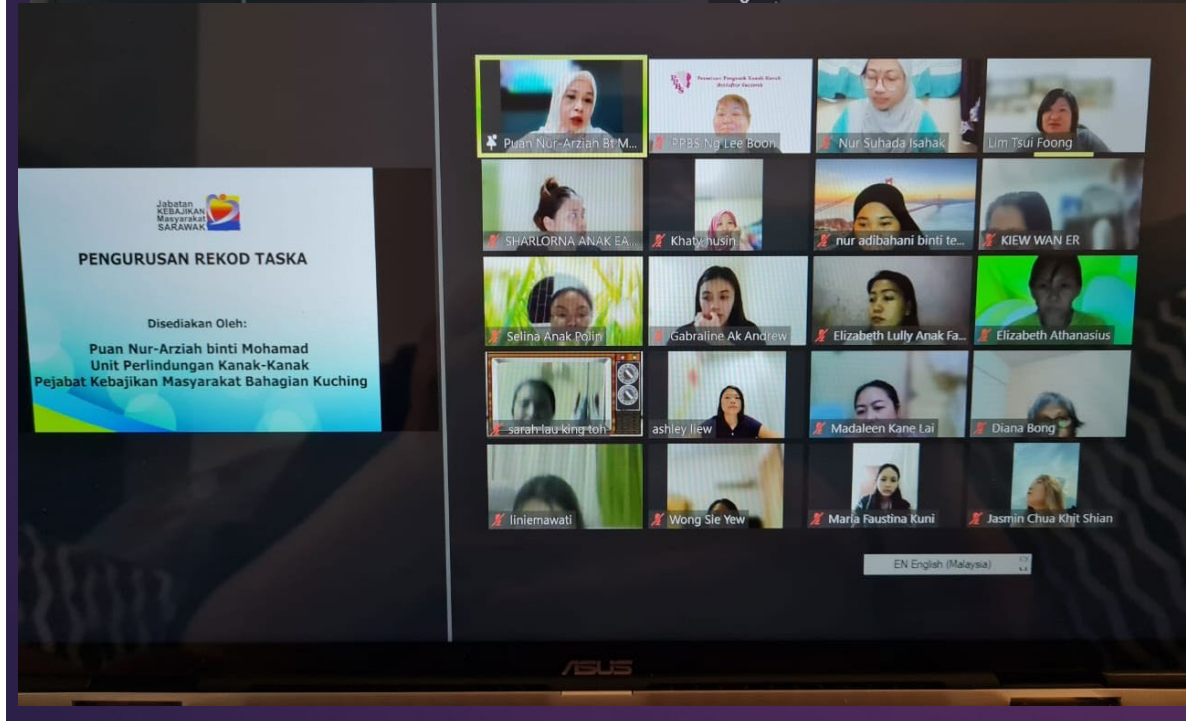 Jabatan
KEBAJIKAN
Masyarakat
SARAWAK
PENGURUSAN REKOD TASKA
Disediakan Oleh:
Puan Nur-Arziah binti Mohamad
Unit Perlindungan Kanak-Kanak
Pejabat Kebajikan Masyarakat Bahagian Kuching
Puan Nur-Arzian Bt M...
PPBS Ng Lee Boon
Nur Suhada Isahak
Lim Tsui Foong
SHARLORNA ANAK EA...
Khaty husin
nur adibahani binti te...
KIEW WAN ER
Selina Anak Polin
Gabraline Ak Andrew
Elizabeth Lully Anak Fa...
Elizabeth Athanasius
sarah lau king toh
ashley liew
Madaleen Kane Lai
Diana Bong
liniemawati
Wong Sie Yew
Maria Faustina Kuni
Jasmin Chua Khit Shian
EN English (Malaysia)
ASUS